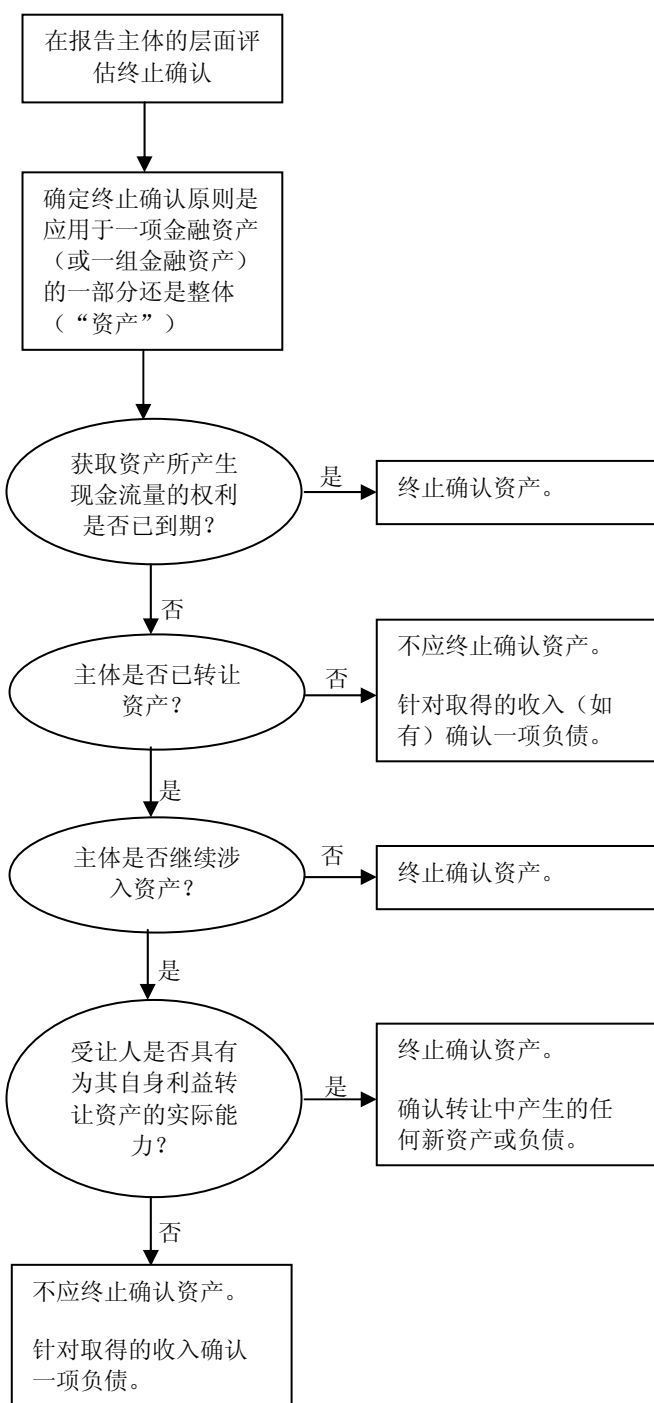 在报告主体的层面评
估终止确认
确定终止确认原则是
应用于一项金融资产
（或一组金融资产）
的一部分还是整体
（“资产”）
获取资产所产生
现金流量的权利
是否已到期？
是
终止确认资产。
否
主体是否已转让
资产？
否
不应终止确认资产。
针对取得的收入（如
有）确认一项负债。
是
主体是否继续涉
入资产？
否
终止确认资产。
是
受让人是否具有
为其自身利益转
让资产的实际能
力？
是
终止确认资产。
确认转让中产生的任
何新资产或负债。
否
不应终止确认资产。
针对取得的收入确认
一项负债。